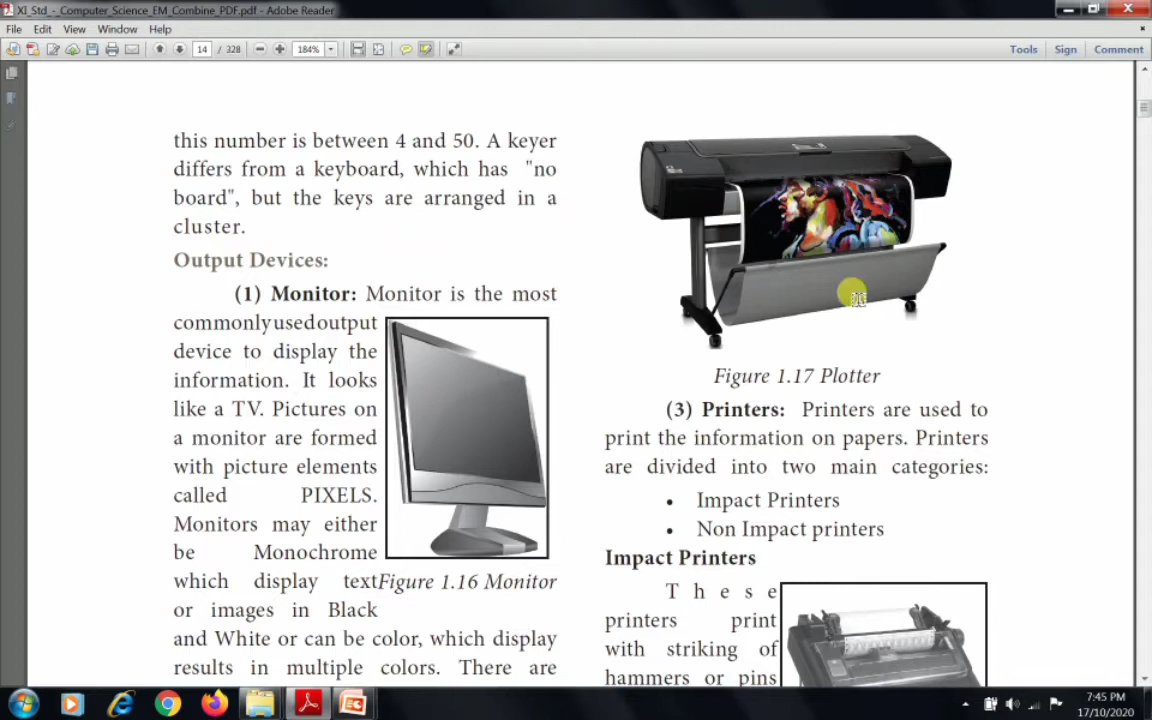 XI_Std_-_Computer_Science_EM_Combine_PDF.pdf - Adobe Reader
File Edit View Window Help
14 / 328 184% Tools Sign Comment
this number is between 4 and 50. A keyer
differs from a keyboard, which has "no
board", but the keys are arranged in a
cluster.
Output Devices:
(1) Monitor: Monitor is the most
commonly used output
device to display the
information. It looks
like a TV. Pictures on
a monitor are formed
with picture elements
called PIXELS.
Monitors may either
be Monochrome
which display text
or images in Black
Figure 1.16 Monitor
and White or can be color, which display
results in multiple colors. There are
Figure 1.17 Plotter
(3) Printers: Printers are used to
print the information on papers. Printers
are divided into two main categories:
• Impact Printers
• Non Impact printers
Impact Printers
These
printers print
with striking of
hammers or pins
7:45 PM
17/10/2020